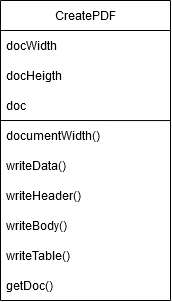 CreatePDF
docWidth
docHeigth
doc
documentWidth()
writeData()
writeHeader()
writeBody()
writeTable()
getDoc()